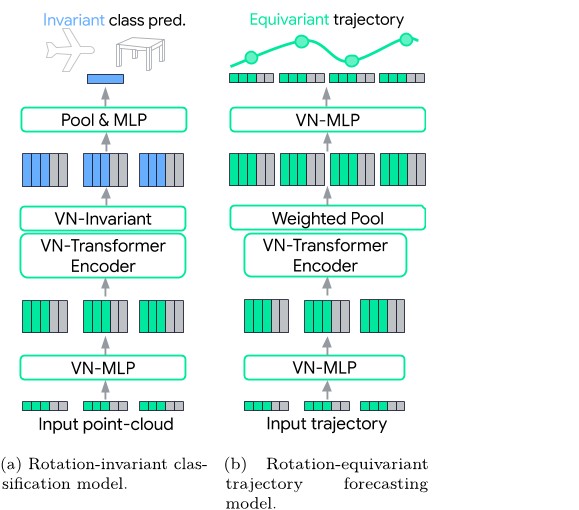 Invariant class pred.
Pool & MLP
VN-Invariant
VN-Transformer
Encoder
VN-MLP
Input point-cloud
(a) Rotation-invariant clas-
sification model.
Equivariant trajectory
VN-MLP
Weighted Pool
VN-Transformer
Encoder
VN-MLP
Input trajectory
(b) Rotation-equivariant
trajectory forecasting
model.